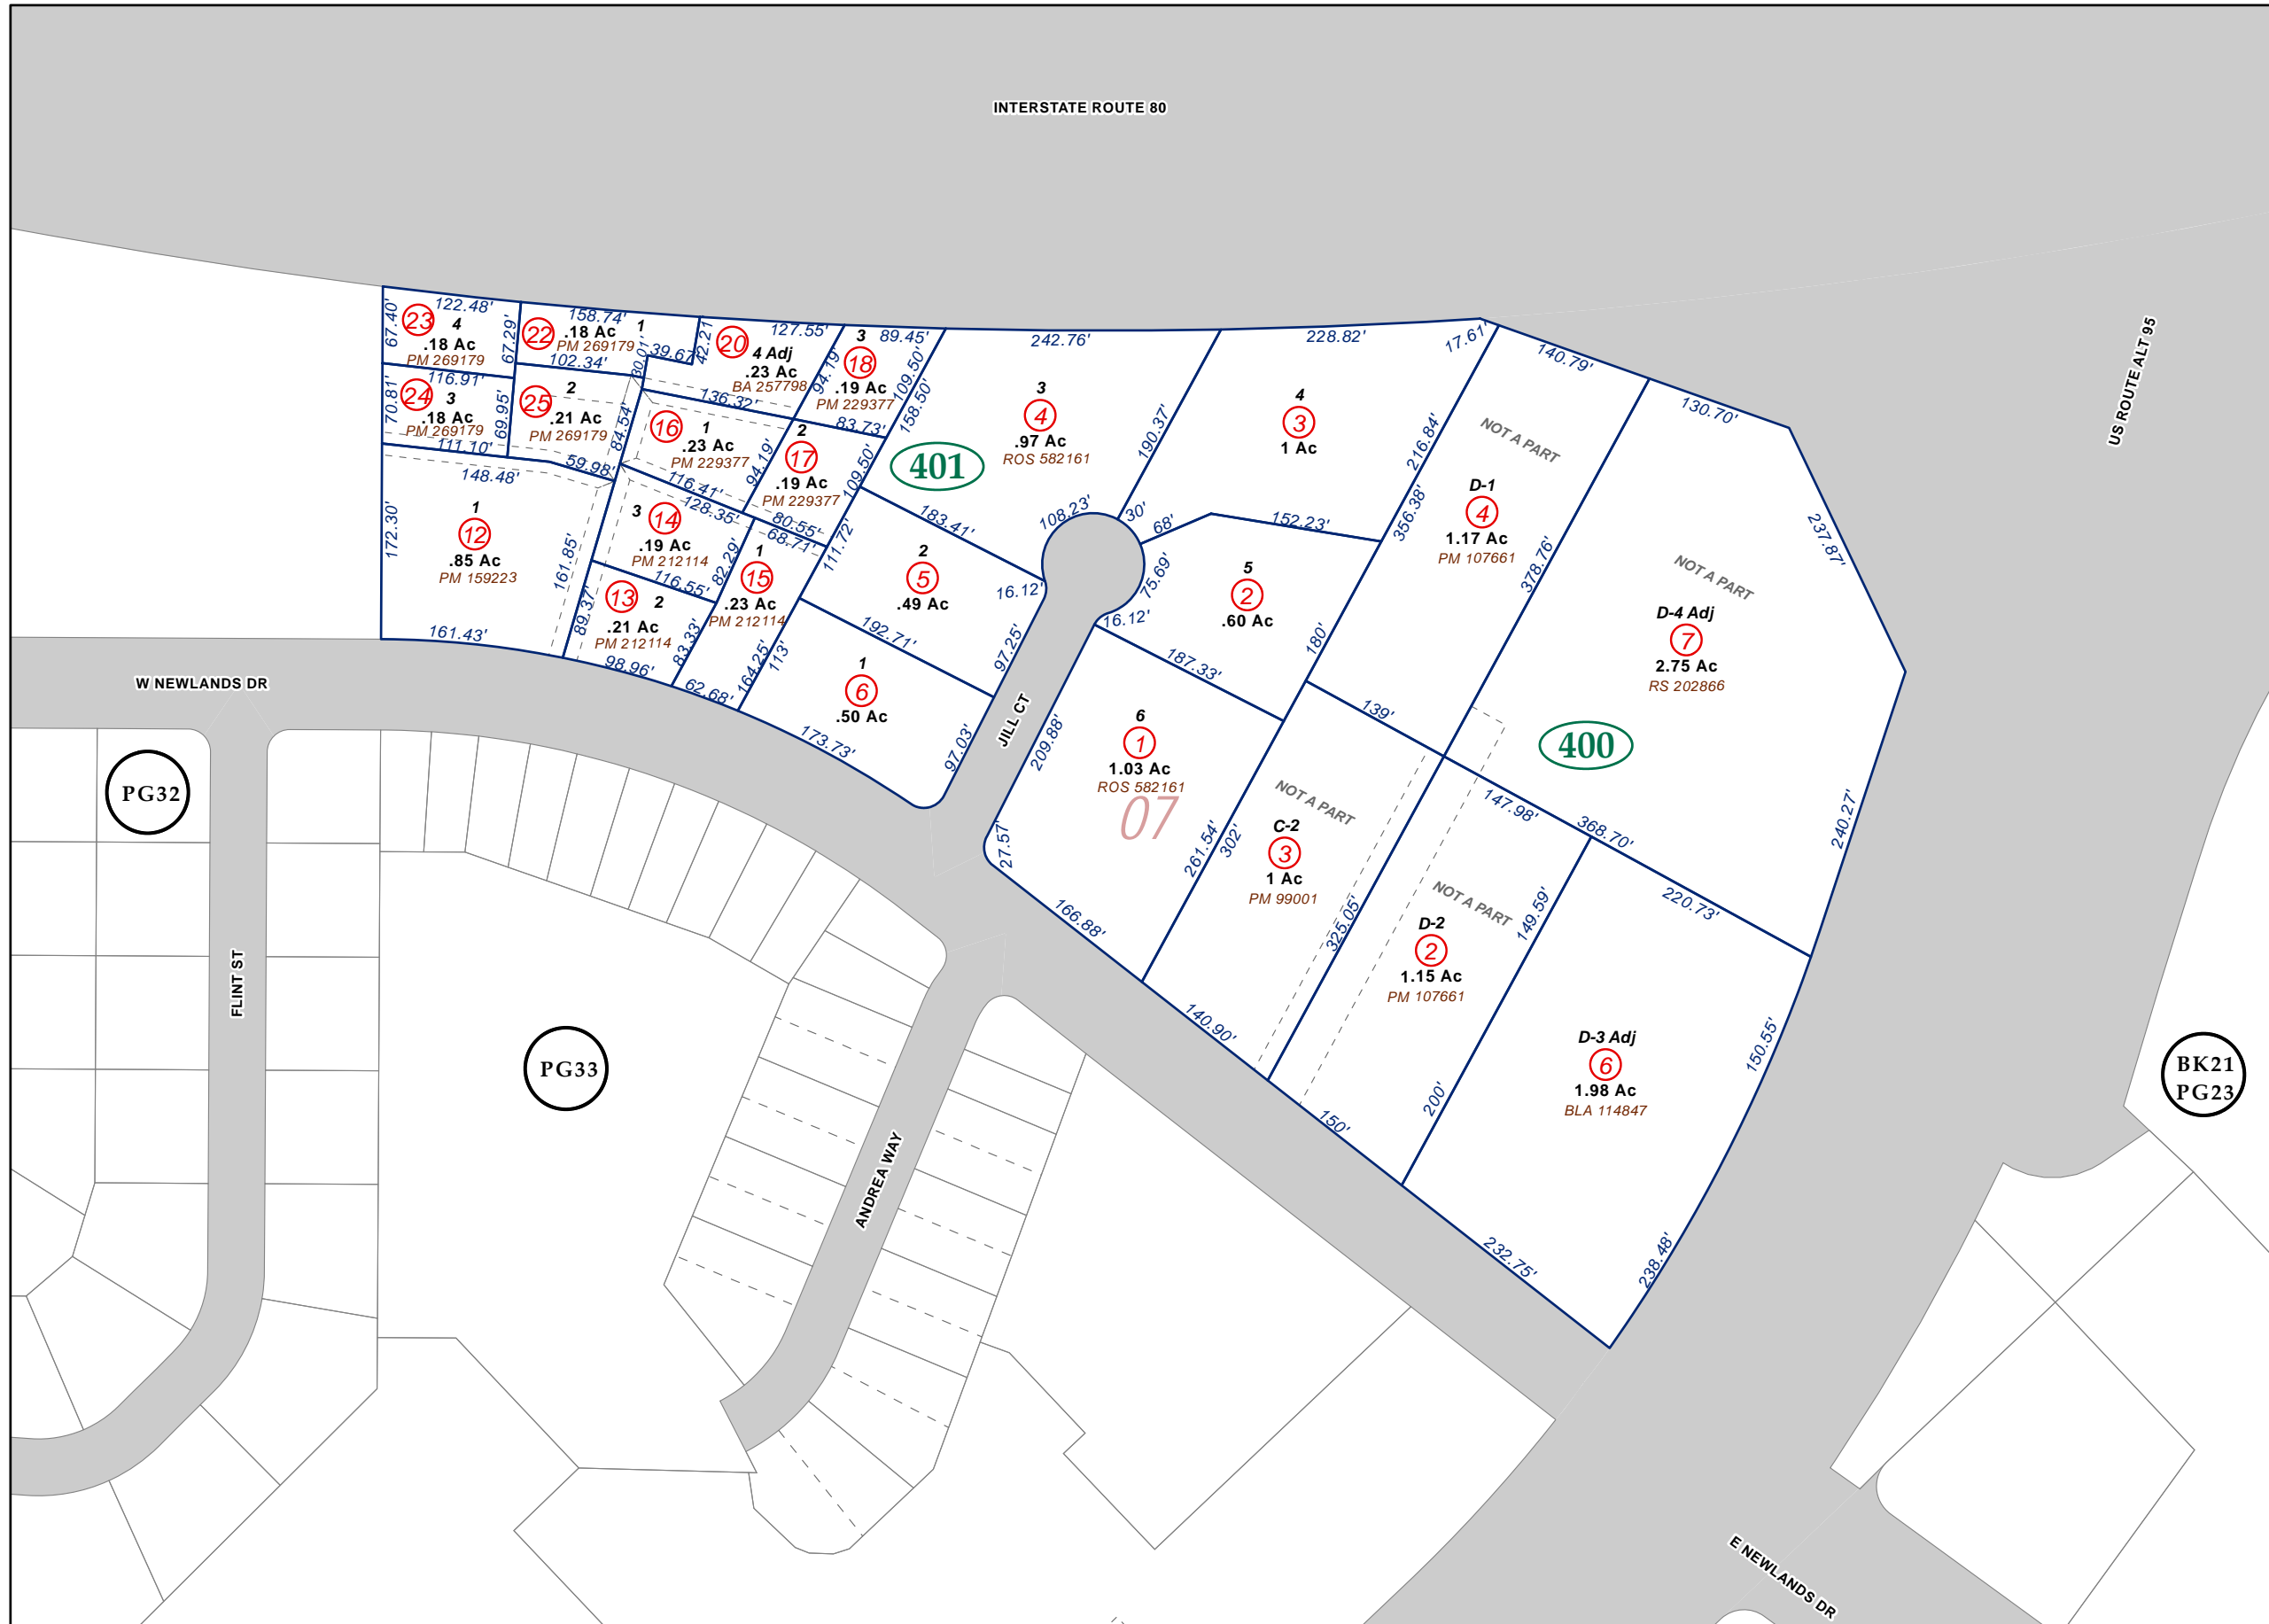 INTERSTATE ROUTE 80
US ROUTE ALT 95
67.40'
23
122.48'
4
.18 Ac
PM 269179
67.29'
22
158.74'
.18 Ac
1
PM 269179
102.34'
30.01'
39.67'
42.21'
20
127.55'
4 Adj
.23 Ac
BA 257798
94.19'
136.32'
3
18
89.45'
.19 Ac
PM 229377
109.50'
158.50'
83.73'
70.81'
24
116.91'
3
.18 Ac
PM 269179
111.10'
69.95'
25
2
.21 Ac
PM 269179
84.54'
59.98'
16
1
.23 Ac
PM 229377
116.41'
94.19'
2
17
.19 Ac
PM 229377
109.50'
80.55'
401
242.76'
3
4
.97 Ac
ROS 582161
190.37'
183.41'
108.23'
30'
228.82'
4
3
1 Ac
17.61'
216.84'
356.38'
68'
152.23'
140.79'
NOT A PART
D-1
4
1.17 Ac
PM 107661
378.76'
139'
130.70'
237.87'
NOT A PART
D-4 Adj
7
2.75 Ac
RS 202866
400
240.27'
368.70'
148.48'
172.30'
1
12
.85 Ac
PM 159223
161.85'
161.43'
128.35'
3
14
.19 Ac
PM 212114
116.55'
82.29'
68.71'
1
15
.23 Ac
PM 212114
111.72'
13
2
.21 Ac
PM 212114
89.37'
83.33'
98.96'
62.68'
164.25'
113'
2
5
.49 Ac
16.12'
97.25'
192.71'
1
6
.50 Ac
173.73'
97.03'
JILL CT
75.69'
16.12'
5
2
.60 Ac
180'
187.33'
209.88'
6
1
1.03 Ac
ROS 582161
07
27.57'
166.88'
261.54'
302'
NOT A PART
C-2
3
1 Ac
PM 99001
140.90'
325.05'
147.98'
NOT A PART
D-2
2
1.15 Ac
PM 107661
149.59'
200'
150'
220.73'
D-3 Adj
6
1.98 Ac
BLA 114847
150.55'
238.48'
232.75'
W NEWLANDS DR
PG32
FLINT ST
PG33
ANDREA WAY
BK21
PG23
E NEWLANDS DR